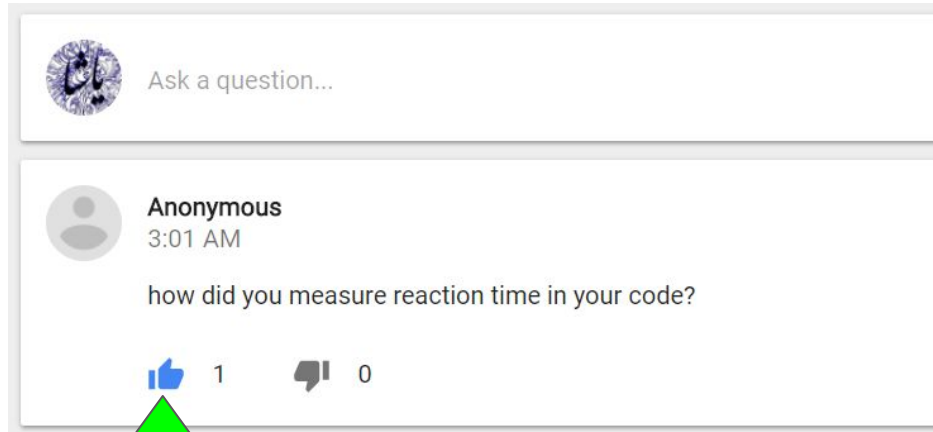 Ask a question...
Anonymous
3:01 AM
how did you measure reaction time in your code?
1 0